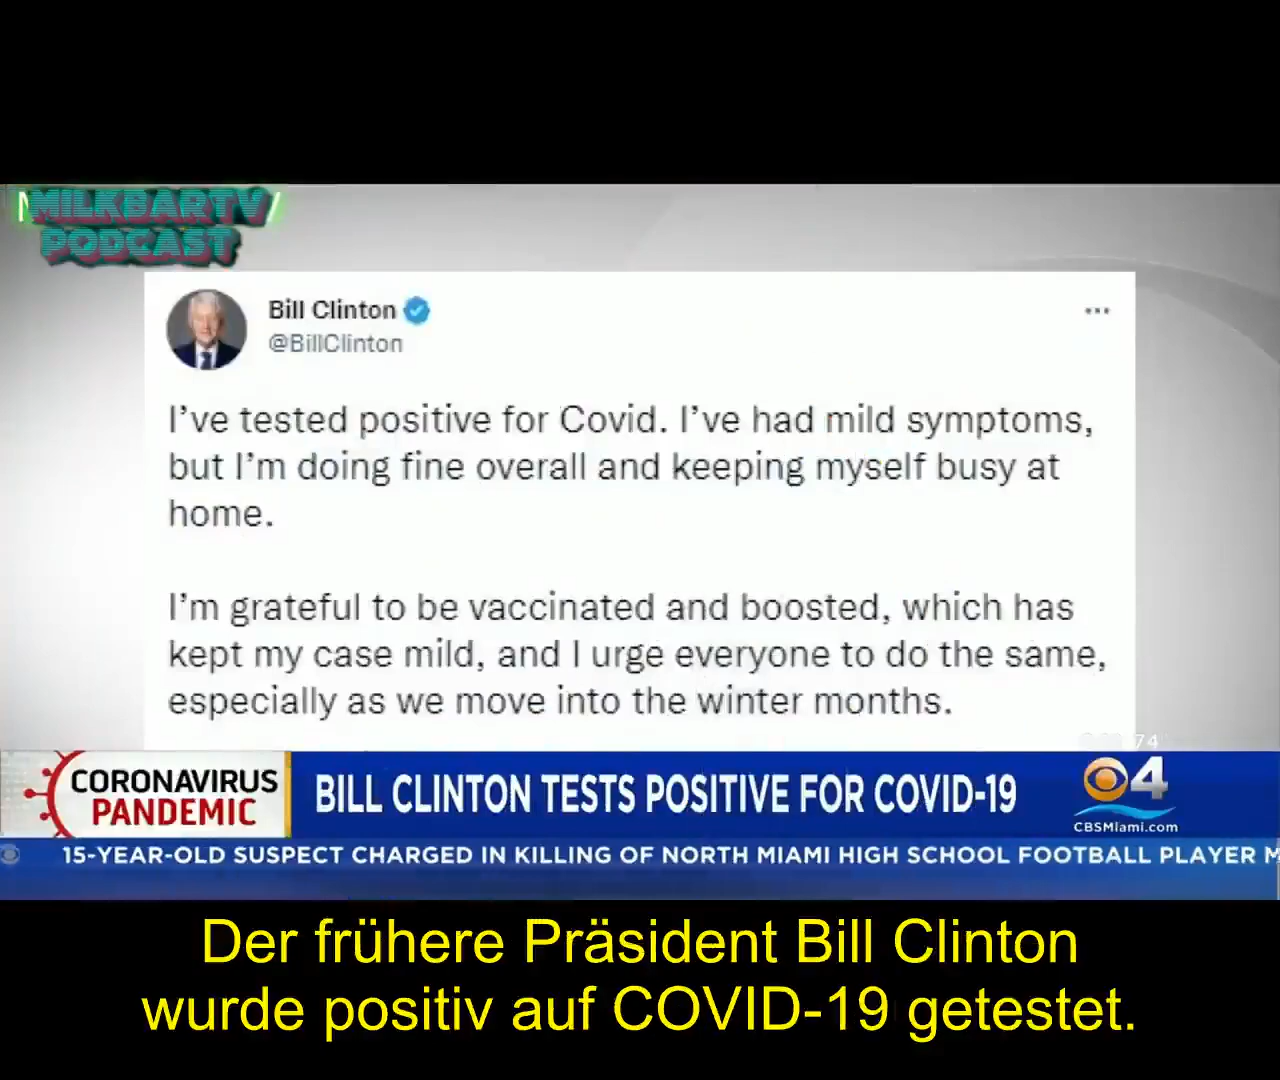 MILKBARTV
PODCAST
Bill Clinton
@BillClinton
I’ve tested positive for Covid. I’ve had mild symptoms,
but I’m doing fine overall and keeping myself busy at
home.
I’m grateful to be vaccinated and boosted, which has
kept my case mild, and I urge everyone to do the same,
especially as we move into the winter months.
74
CORONAVIRUS
PANDEMIC
BILL CLINTON TESTS POSITIVE FOR COVID-19
4
CBSMiami.com
15-YEAR-OLD SUSPECT CHARGED IN KILLING OF NORTH MIAMI HIGH SCHOOL FOOTBALL PLAYER M
Der frühere Präsident Bill Clinton
wurde positiv auf COVID-19 getestet.